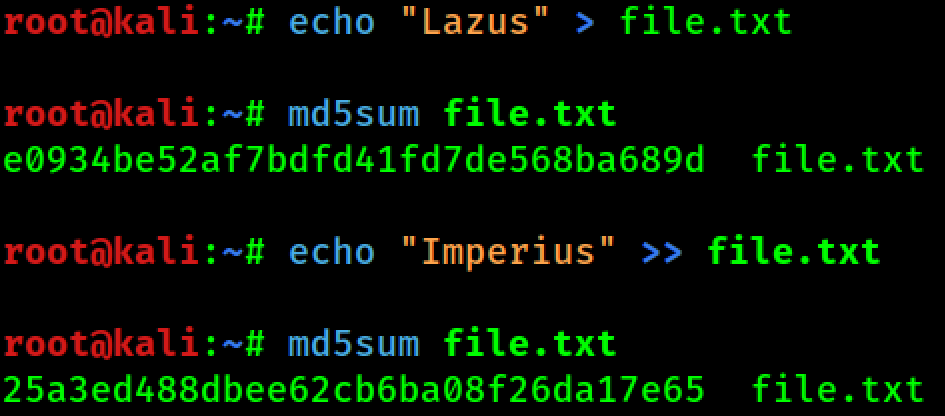 root@kali:~# echo "Lazus" > file.txt
root@kali:~# md5sum file.txt
e0934be52af7bdfd41fd7de568ba689d  file.txt
root@kali:~# echo "Imperius" >> file.txt
root@kali:~# md5sum file.txt
25a3ed488dbee62cb6ba08f26da17e65  file.txt